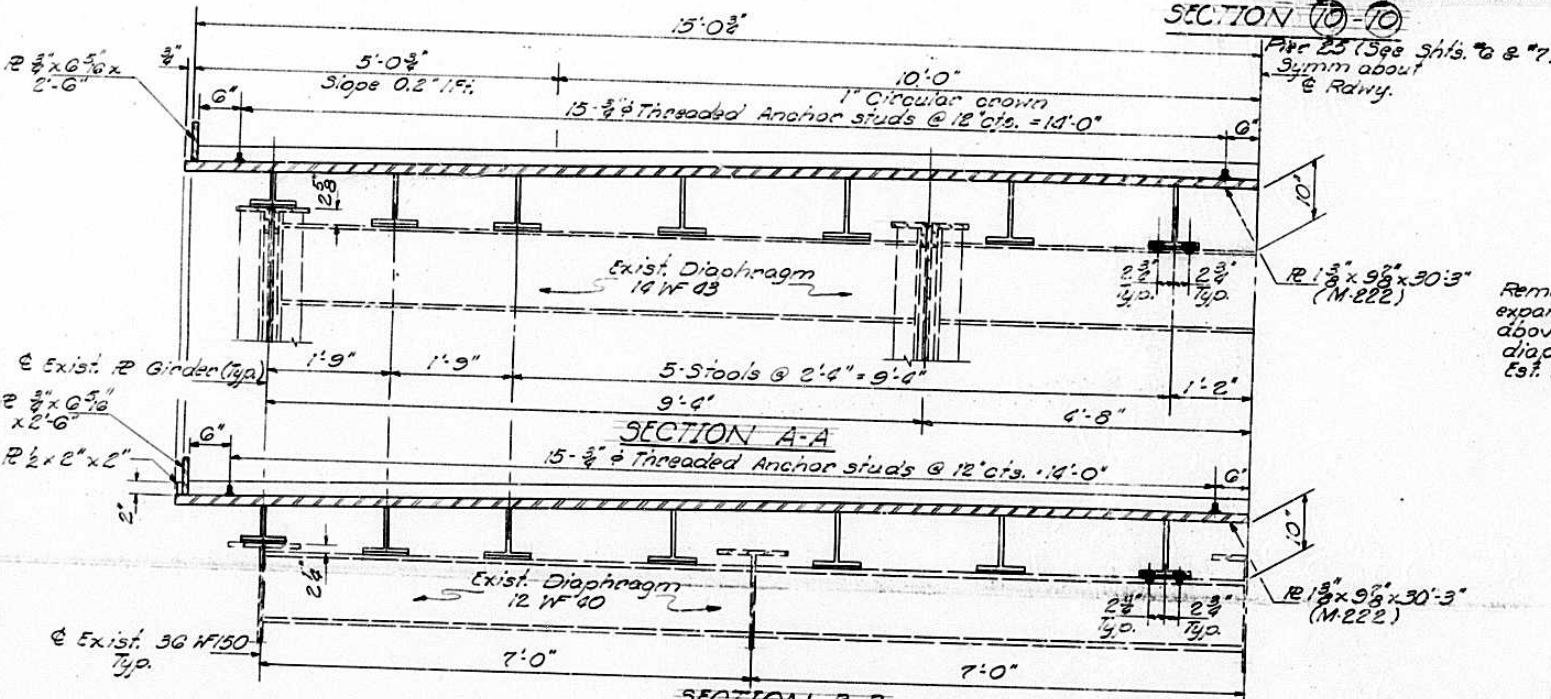 SECTION 10-10
15'-0¾"
Pier 25 (See Shts. #6 & #7)
Symm about
℄ Rdwy.
℞ ¾" x 6 5/16" x
2'-6"
¾"
5'-0¾"
Slope 0.2" 1 Ft.
10'-0"
1" Circular crown
6"
15-¾" ϕ Threaded Anchor studs @ 12" cts. = 14'-0"
6"
2⅝"
10"
Exist. Diaphragm
14 WF 43
2¾"
Typ.
2¾"
Typ.
℞ 1⅜" x 9⅞" x 30'-3"
(M-222)
℄ Exist. ℞ Girder (Typ.)
1'-9"
1'-9"
5-Stools @ 2'-4" = 9'-4"
1'-2"
9'-4"
4'-8"
SECTION A-A
℞ ¾" x 6 5/16"
x 2'-6"
℞ ½ x 2" x 2"
6"
15-¾" ϕ Threaded Anchor studs @ 12" cts. = 14'-0"
6"
2"
2¼"
10"
Exist. Diaphragm
12 WF 40
2¾"
Typ.
2¾"
Typ.
℞ 1⅜" x 9⅞" x 30'-3"
(M-222)
℄ Exist. 36 WF150
Typ.
7'-0"
7'-0"